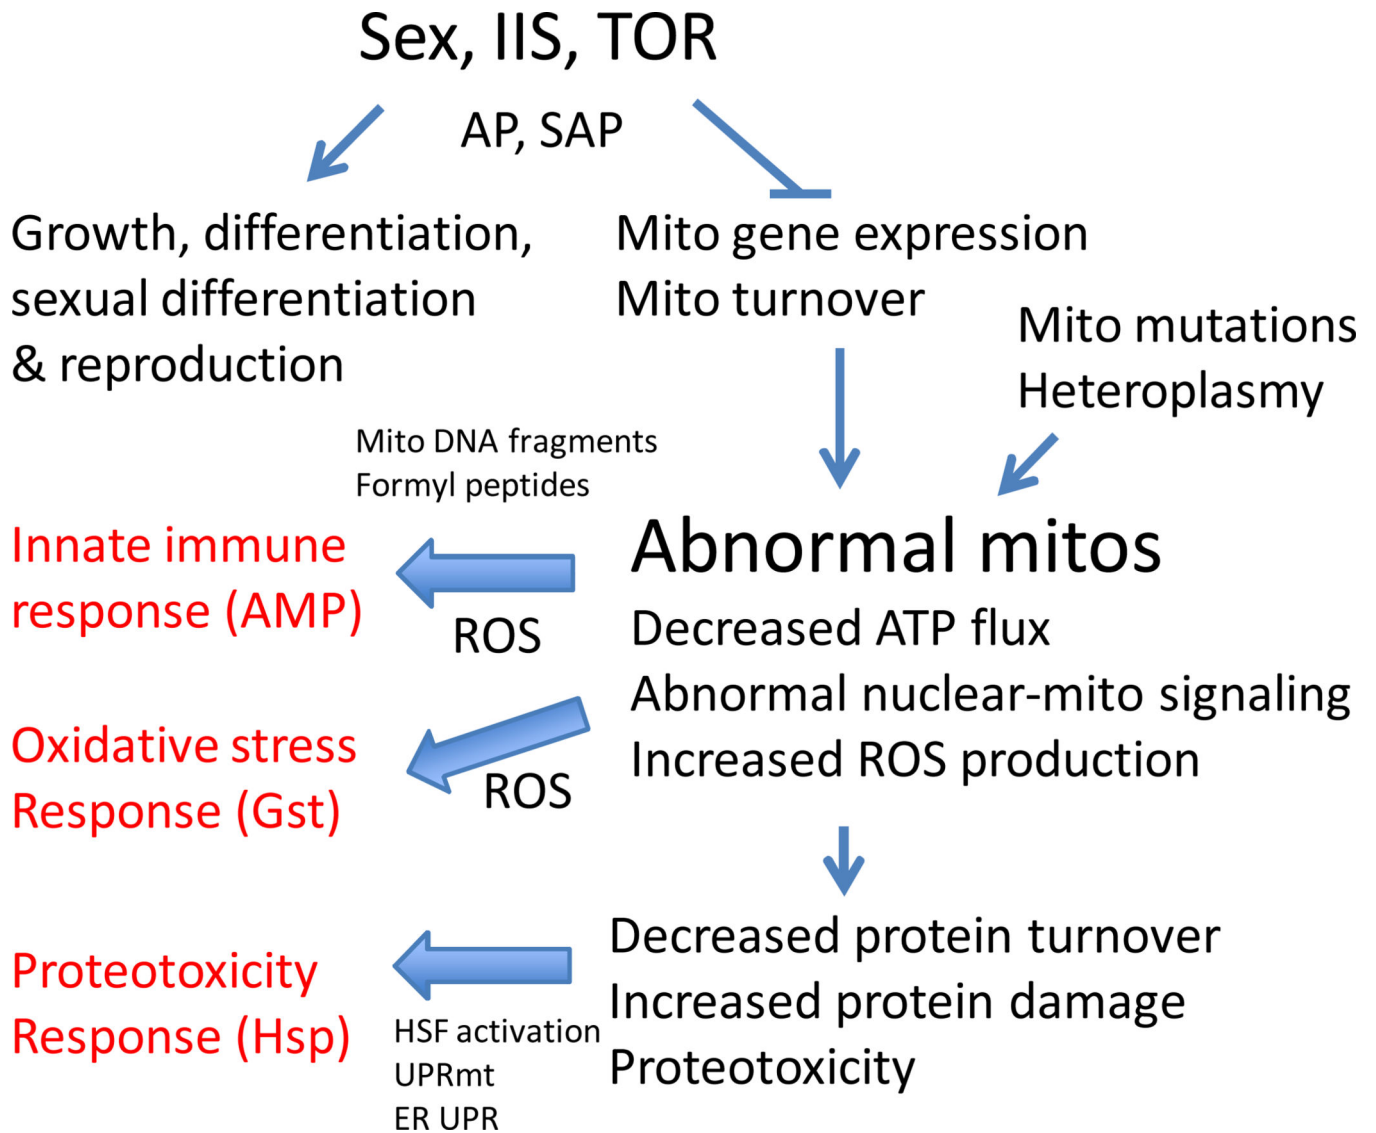 Sex, IIS, TOR
AP, SAP
Growth, differentiation,
sexual differentiation
& reproduction
Mito gene expression
Mito turnover
Mito mutations
Heteroplasmy
Mito DNA fragments
Formyl peptides
Innate immune
response (AMP)
ROS
Abnormal mitos
Decreased ATP flux
Abnormal nuclear-mito signaling
Increased ROS production
Oxidative stress
Response (Gst)
ROS
Decreased protein turnover
Increased protein damage
Proteotoxicity
Proteotoxicity
Response (Hsp)
HSF activation
UPRmt
ER UPR